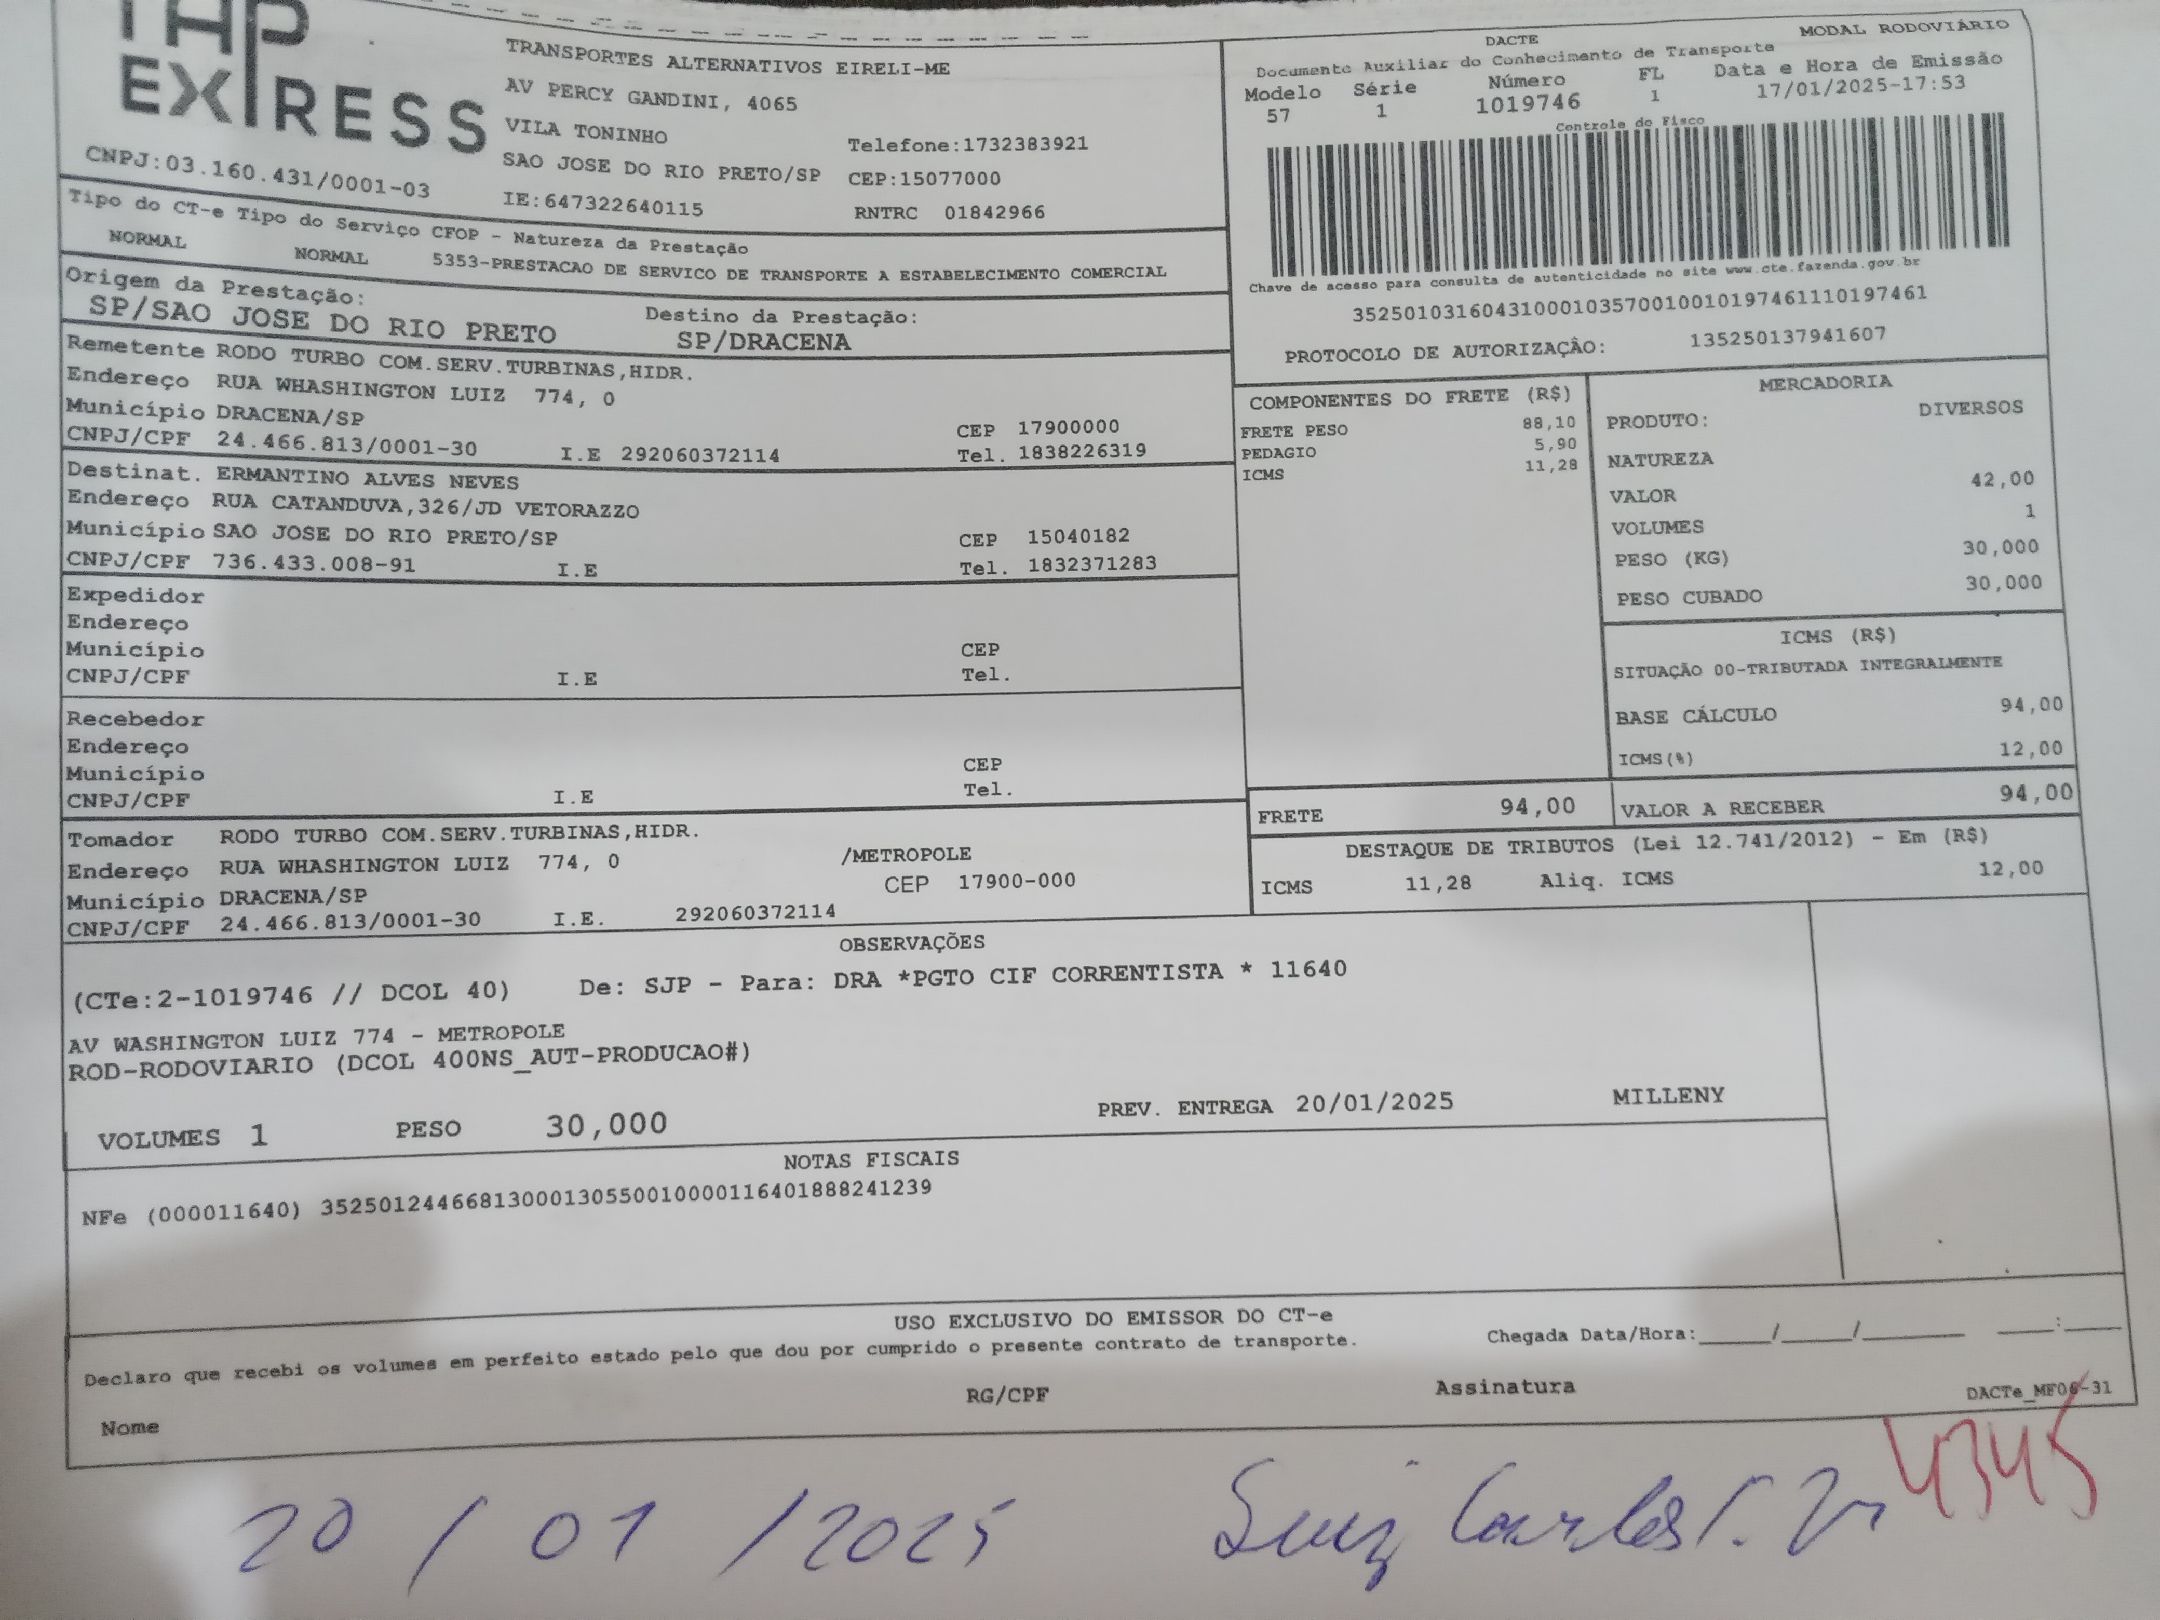 EXPRESS
CNPJ:03.160.431/0001-03
TRANSPORTES ALTERNATIVOS EIRELI-ME
AV PERCY GANDINI, 4065
VILA TONINHO
Telefone:1732383921
SAO JOSE DO RIO PRETO/SP CEP:15077000
IE:647322640115 RNTRC 01842966
DACTE MODAL RODOVIÁRIO
Documento Auxiliar do Conhecimento de Transporte
Modelo Série Número FL Data e Hora de Emissão
57 1 1019746 1 17/01/2025-17:53
Controle do Fisco
Chave de acesso para consulta de autenticidade no site www.cte.fazenda.gov.br
35250103160431000103570010010197461110197461
PROTOCOLO DE AUTORIZAÇÃO: 135250137941607
Tipo do CT-e Tipo do Serviço CFOP - Natureza da Prestação
NORMAL NORMAL 5353-PRESTACAO DE SERVICO DE TRANSPORTE A ESTABELECIMENTO COMERCIAL
Origem da Prestação: Destino da Prestação:
SP/SAO JOSE DO RIO PRETO SP/DRACENA
Remetente RODO TURBO COM.SERV.TURBINAS,HIDR.
Endereço RUA WHASHINGTON LUIZ 774, 0
Município DRACENA/SP CEP 17900000
CNPJ/CPF 24.466.813/0001-30 I.E 292060372114 Tel. 1838226319
Destinat. ERMANTINO ALVES NEVES
Endereço RUA CATANDUVA,326/JD VETORAZZO
Município SAO JOSE DO RIO PRETO/SP CEP 15040182
CNPJ/CPF 736.433.008-91 I.E Tel. 1832371283
Expedidor
Endereço
Município CEP
CNPJ/CPF I.E Tel.
Recebedor
Endereço
Município CEP
CNPJ/CPF I.E Tel.
Tomador RODO TURBO COM.SERV.TURBINAS,HIDR.
Endereço RUA WHASHINGTON LUIZ 774, 0 /METROPOLE
Município DRACENA/SP CEP 17900-000
CNPJ/CPF 24.466.813/0001-30 I.E. 292060372114
COMPONENTES DO FRETE (R$)
FRETE PESO 88,10
PEDAGIO 5,90
ICMS 11,28
MERCADORIA
PRODUTO: DIVERSOS
NATUREZA
VALOR 42,00
VOLUMES 1
PESO (KG) 30,000
PESO CUBADO 30,000
ICMS (R$)
SITUAÇÃO 00-TRIBUTADA INTEGRALMENTE
BASE CÁLCULO 94,00
ICMS(%) 12,00
FRETE 94,00 VALOR A RECEBER 94,00
DESTAQUE DE TRIBUTOS (Lei 12.741/2012) - Em (R$)
ICMS 11,28 Aliq. ICMS 12,00
OBSERVAÇÕES
(CTe:2-1019746 // DCOL 40) De: SJP - Para: DRA *PGTO CIF CORRENTISTA * 11640
AV WASHINGTON LUIZ 774 - METROPOLE
ROD-RODOVIARIO (DCOL 400NS_AUT-PRODUCAO#)
VOLUMES 1 PESO 30,000 PREV. ENTREGA 20/01/2025 MILLENY
NOTAS FISCAIS
NFe (000011640) 35250124466813000130550010000116401888241239
USO EXCLUSIVO DO EMISSOR DO CT-e
Declaro que recebi os volumes em perfeito estado pelo que dou por cumprido o presente contrato de transporte. Chegada Data/Hora:____/____/______ ___:___
Nome RG/CPF Assinatura DACTe_MF06-31
4345
20 / 01 / 2025 Luiz Carlos